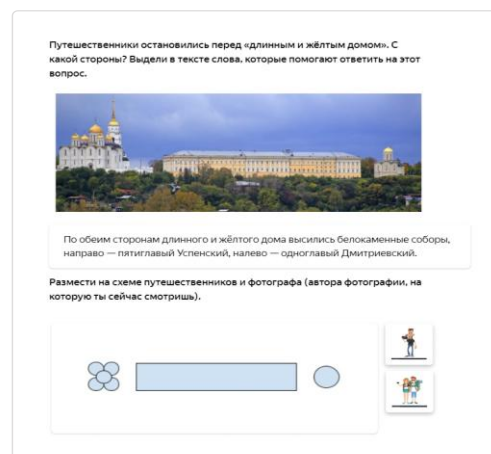 Путешественники остановились перед «длинным и жёлтым домом». С
какой стороны? Выдели в тексте слова, которые помогают ответить на этот
вопрос.
По обеим сторонам длинного и жёлтого дома высились белокаменные соборы,
направо — пятиглавый Успенский, налево — одноглавый Дмитриевский.
Размести на схеме путешественников и фотографа (автора фотографии, на
которую ты сейчас смотришь).